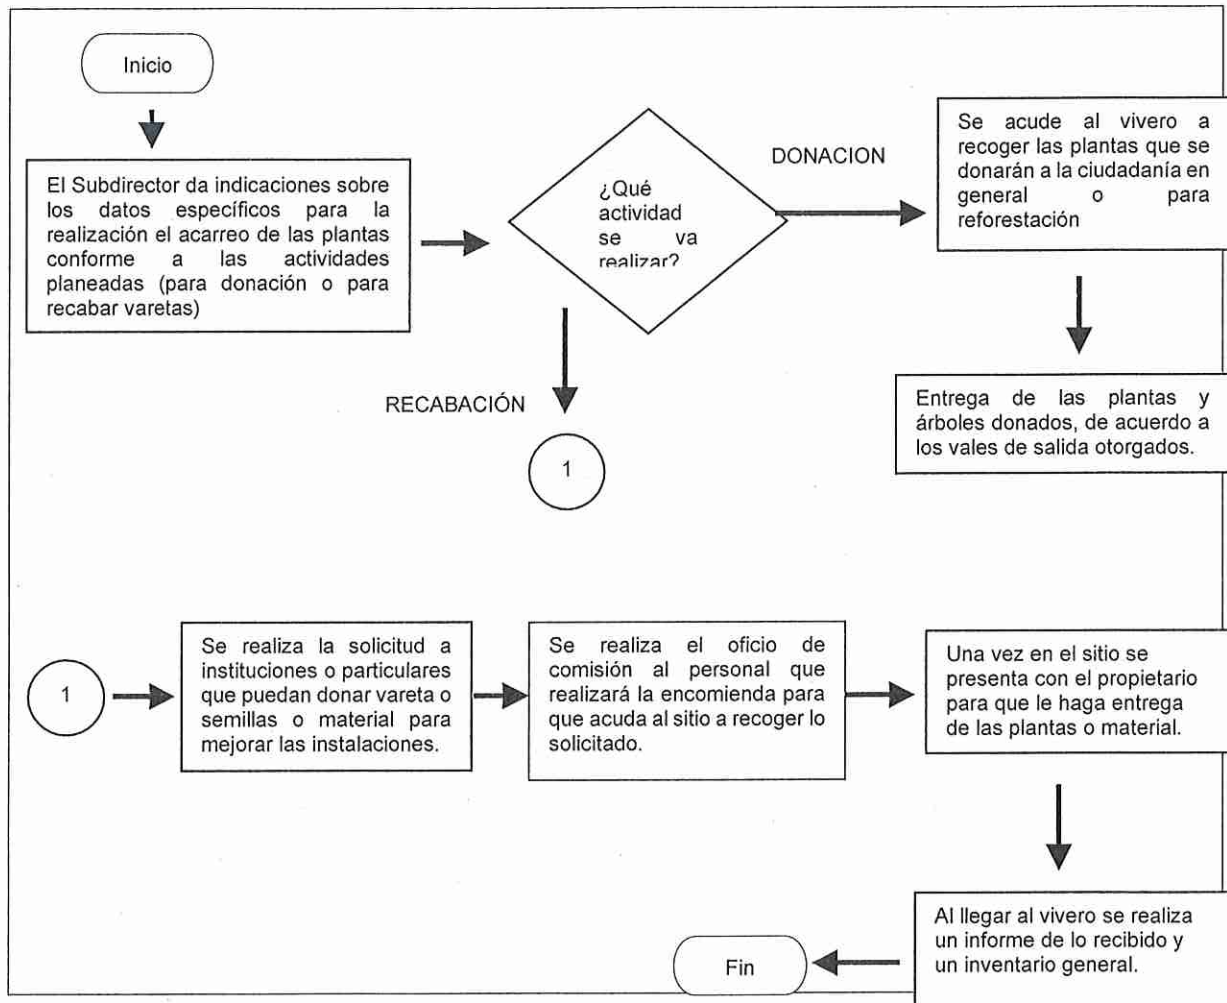 Inicio
El Subdirector da indicaciones sobre
los datos específicos para la
realización el acarreo de las plantas
conforme a las actividades
planeadas (para donación o para
recabar varetas)
¿Qué
actividad
se va
realizar?
DONACION
Se acude al vivero a
recoger las plantas que se
donarán a la ciudadanía en
general o para
reforestación
Entrega de las plantas y
árboles donados, de acuerdo a
los vales de salida otorgados.
RECABACIÓN
1
1
Se realiza la solicitud a
instituciones o particulares
que puedan donar vareta o
semillas o material para
mejorar las instalaciones.
Se realiza el oficio de
comisión al personal que
realizará la encomienda para
que acuda al sitio a recoger lo
solicitado.
Una vez en el sitio se
presenta con el propietario
para que le haga entrega
de las plantas o material.
Al llegar al vivero se realiza
un informe de lo recibido y
un inventario general.
Fin